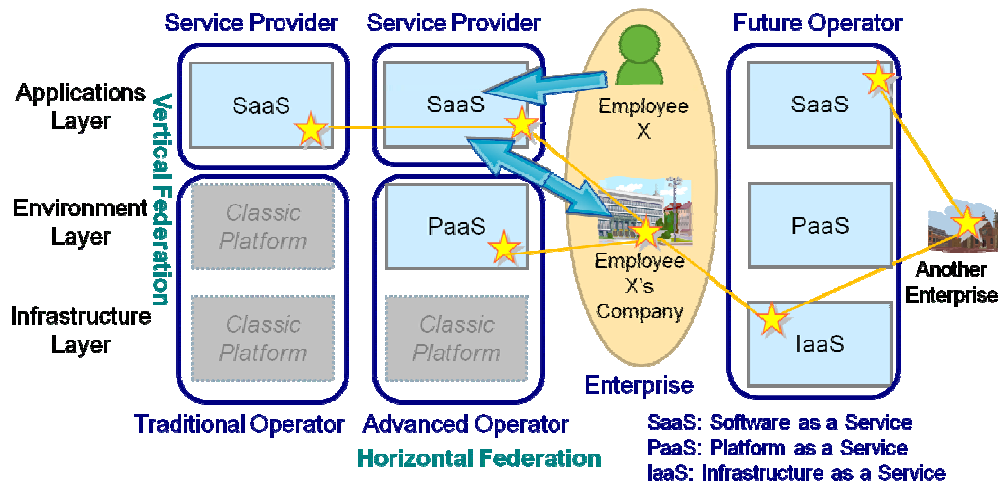 Service Provider
Service Provider
Future Operator
Applications
Layer
Vertical Federation
SaaS
SaaS
Employee
X
SaaS
Environment
Layer
Classic
Platform
PaaS
Employee
X's
Company
PaaS
Another
Enterprise
Infrastructure
Layer
Classic
Platform
Classic
Platform
IaaS
Enterprise
Traditional Operator
Advanced Operator
Horizontal Federation
SaaS: Software as a Service
PaaS: Platform as a Service
IaaS: Infrastructure as a Service